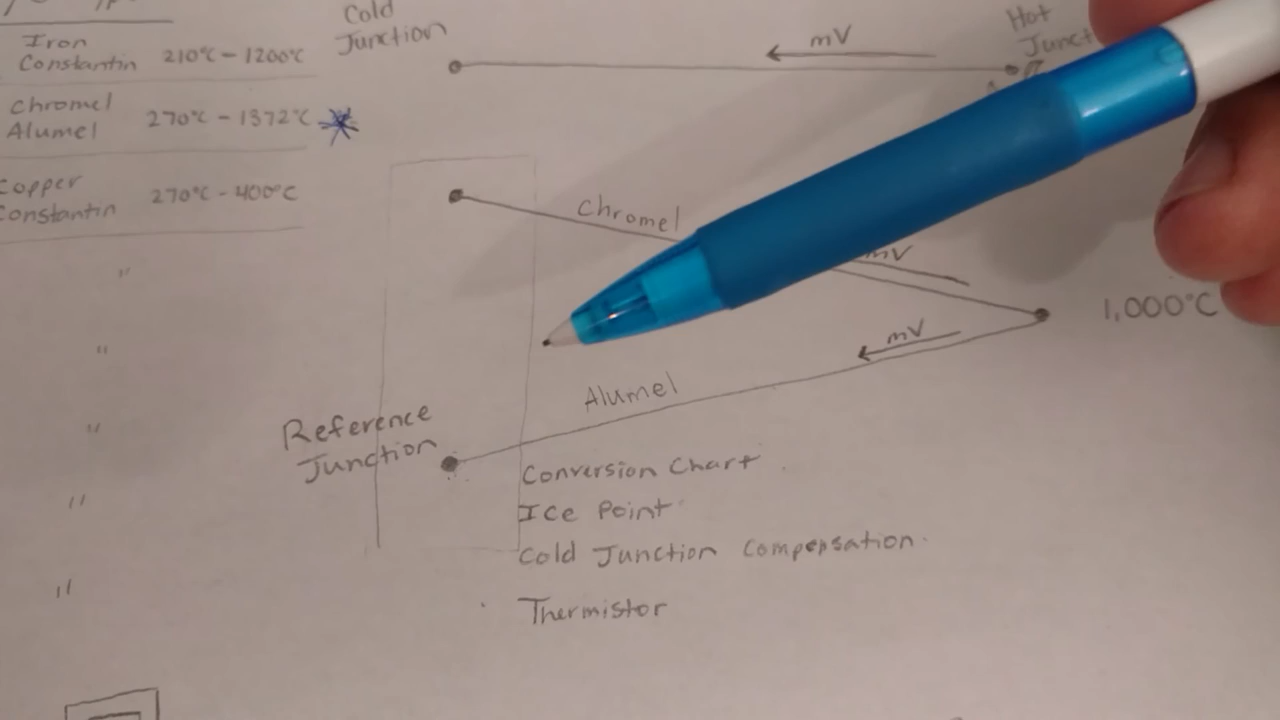 Iron
Constantin 210°C - 1200°C
Chromel
Alumel 270°C - 1372°C
Copper
Constantin 270°C - 400°C
"
"
"
"
"
Cold
Junction
mV
Hot
Chromel
mV
1,000°C
mV
Alumel
Reference
Junction
Conversion Chart
Ice Point
Cold Junction Compensation
Thermistor